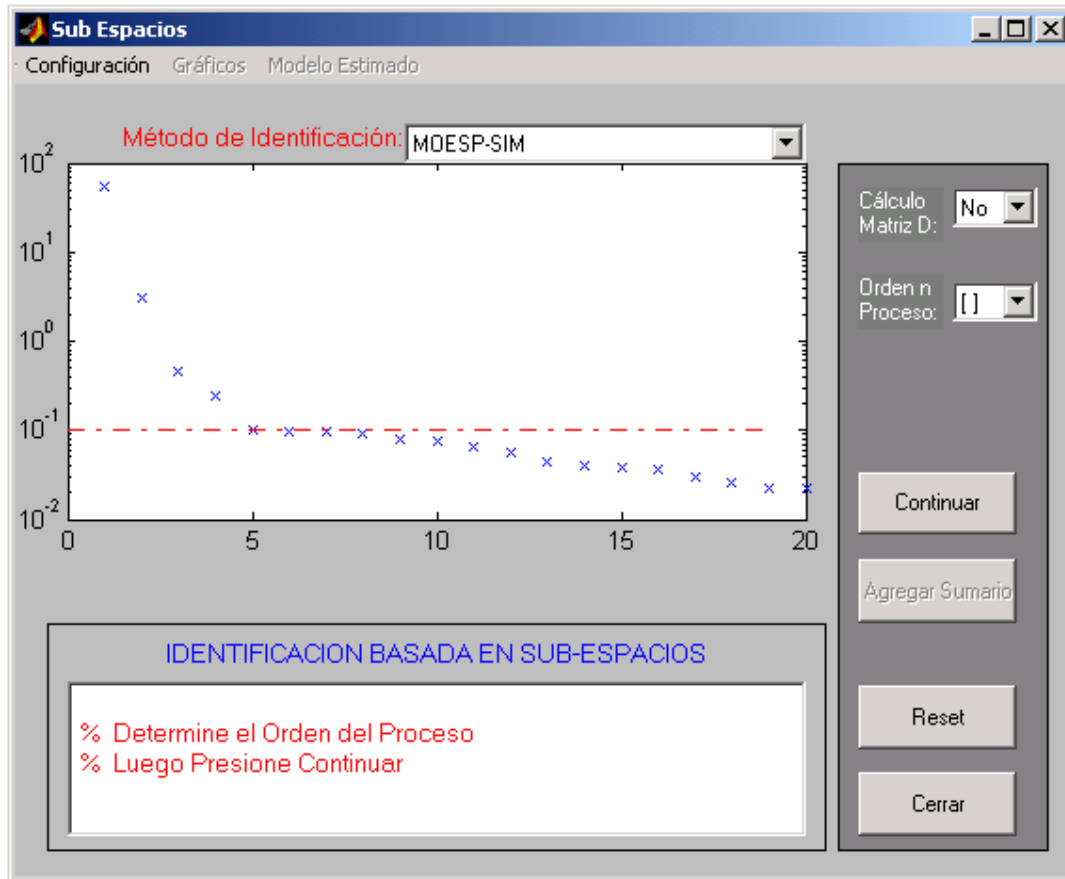 Sub Espacios
Configuración Gráficos Modelo Estimado
Método de Identificación: MOESP-SIM
10^2
10^1
10^0
10^-1
10^-2
0 5 10 15 20
Cálculo
Matriz D: No
Orden n
Proceso: [ ]
Continuar
Agregar Sumario
Reset
Cerrar
IDENTIFICACION BASADA EN SUB-ESPACIOS
% Determine el Orden del Proceso
% Luego Presione Continuar